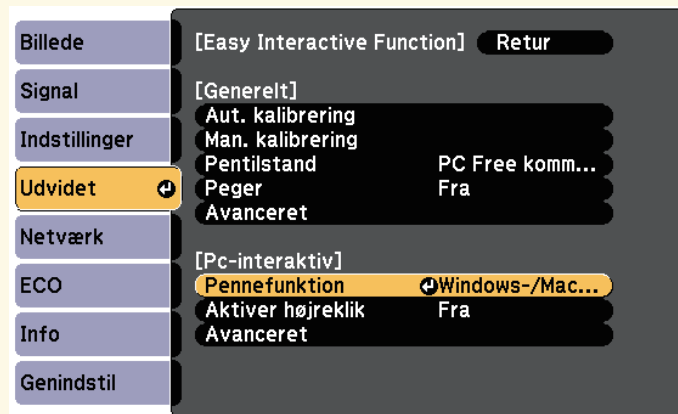 Billede
Signal
Indstillinger
Udvidet
Netværk
ECO
Info
Genindstil
[Easy Interactive Function] Retur
[Generelt]
Aut. kalibrering
Man. kalibrering
Pentilstand PC Free komm...
Peger Fra
Avanceret
[Pc-interaktiv]
Pennefunktion Windows-/Mac...
Aktiver højreklik Fra
Avanceret